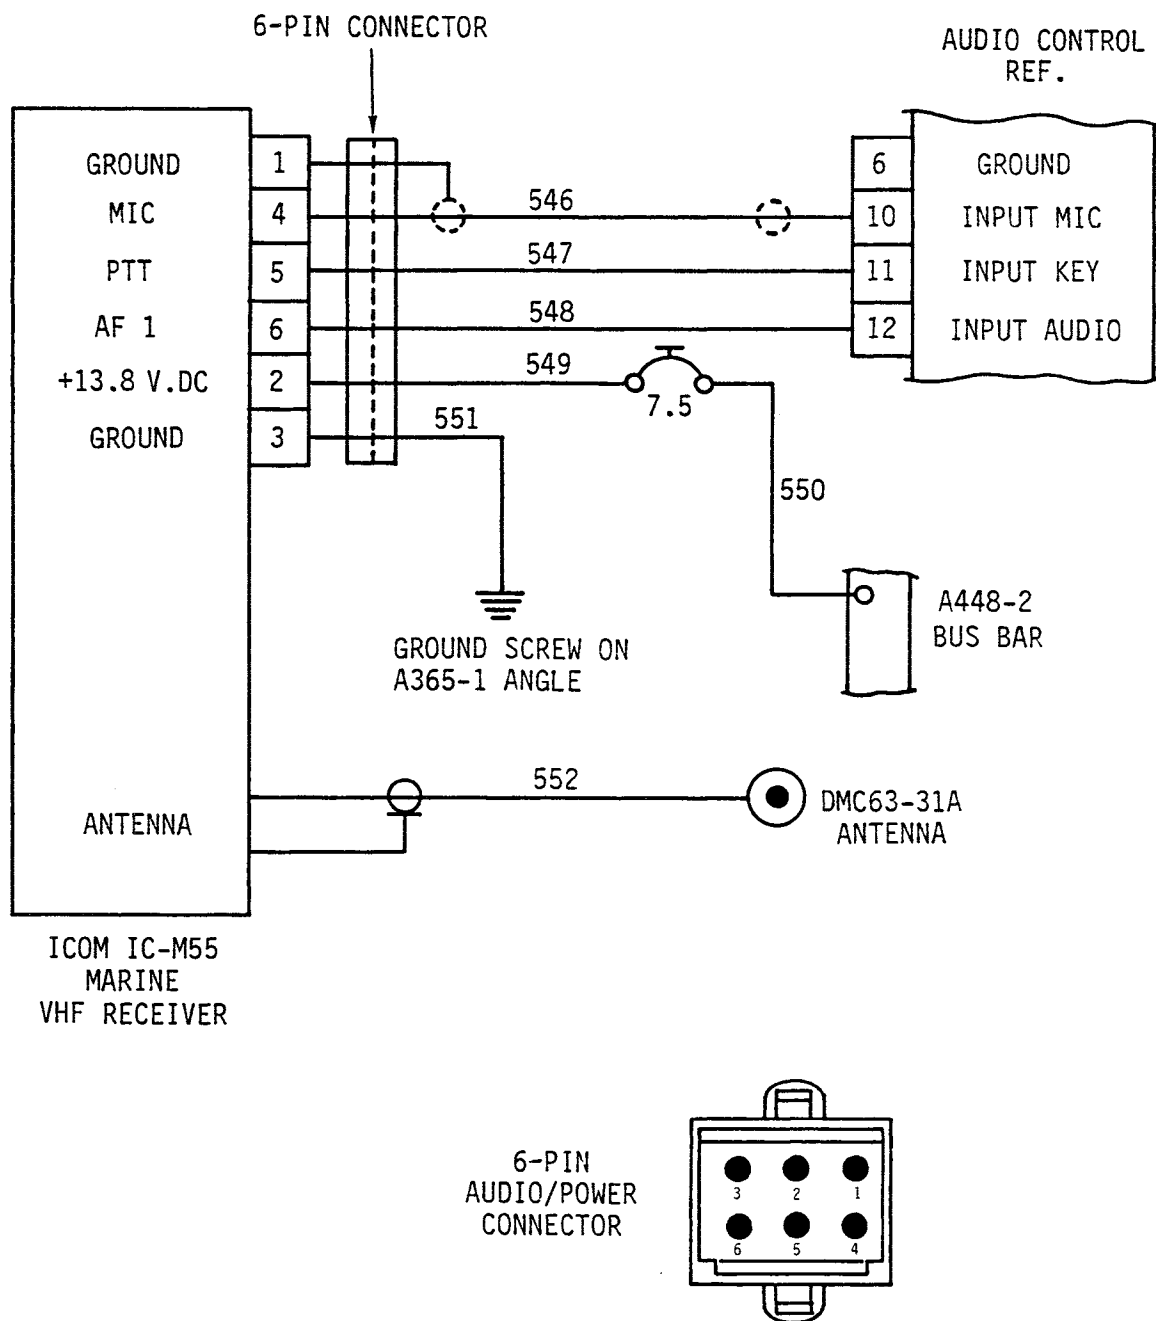 6-PIN CONNECTOR
AUDIO CONTROL
REF.
GROUND 1
6 GROUND
MIC 4
546
10 INPUT MIC
PTT 5
547
11 INPUT KEY
AF 1 6
548
12 INPUT AUDIO
+13.8 V.DC 2
549
7.5
GROUND 3
551
550
GROUND SCREW ON
A365-1 ANGLE
A448-2
BUS BAR
ANTENNA
552
DMC63-31A
ANTENNA
ICOM IC-M55
MARINE
VHF RECEIVER
6-PIN
AUDIO/POWER
CONNECTOR
3 2 1
6 5 4